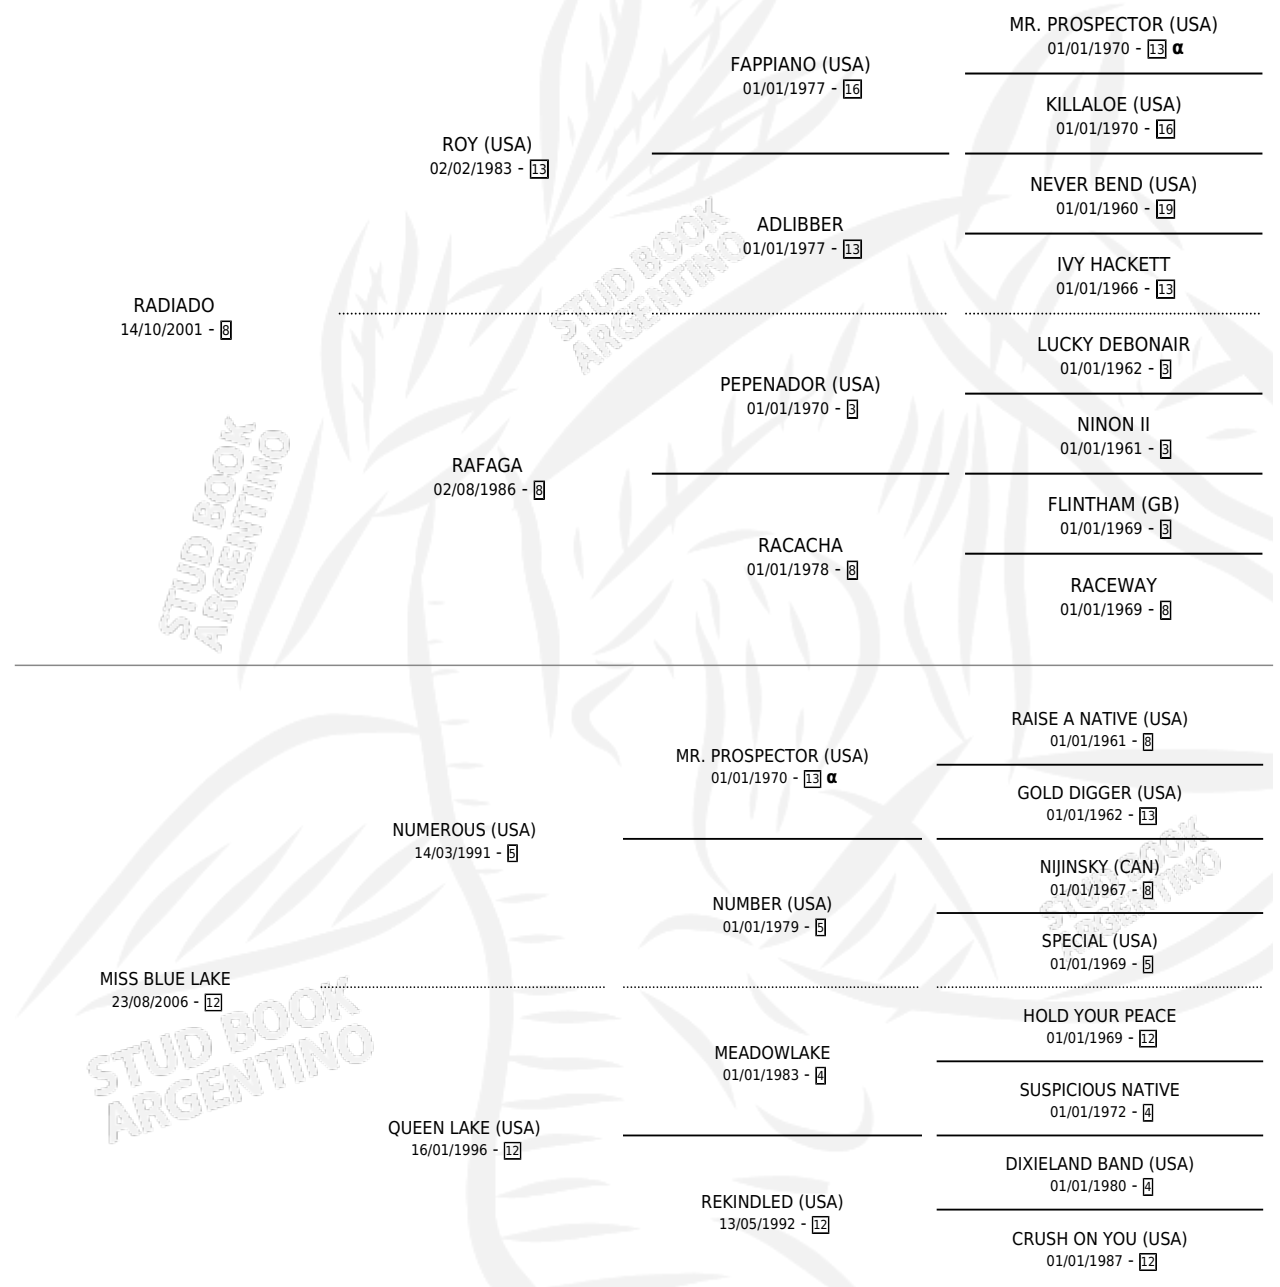 MR. PROSPECTOR (USA)
01/01/1970 - 13 α
FAPPIANO (USA)
01/01/1977 - 16
KILLALOE (USA)
01/01/1970 - 16
ROY (USA)
02/02/1983 - 13
NEVER BEND (USA)
01/01/1960 - 19
ADLIBBER
01/01/1977 - 13
IVY HACKETT
01/01/1966 - 13
RADIADO
14/10/2001 - 8
LUCKY DEBONAIR
01/01/1962 - 3
PEPENADOR (USA)
01/01/1970 - 3
NINON II
01/01/1961 - 3
RAFAGA
02/08/1986 - 8
FLINTHAM (GB)
01/01/1969 - 3
RACACHA
01/01/1978 - 8
RACEWAY
01/01/1969 - 8
STUD BOOK
ARGENTINO
STUD BOOK
ARGENTINO
RAISE A NATIVE (USA)
01/01/1961 - 8
MR. PROSPECTOR (USA)
01/01/1970 - 13 α
GOLD DIGGER (USA)
01/01/1962 - 13
NUMEROUS (USA)
14/03/1991 - 5
NIJINSKY (CAN)
01/01/1967 - 8
NUMBER (USA)
01/01/1979 - 5
SPECIAL (USA)
01/01/1969 - 5
MISS BLUE LAKE
23/08/2006 - 12
HOLD YOUR PEACE
01/01/1969 - 12
MEADOWLAKE
01/01/1983 - 4
SUSPICIOUS NATIVE
01/01/1972 - 4
QUEEN LAKE (USA)
16/01/1996 - 12
DIXIELAND BAND (USA)
01/01/1980 - 4
REKINDLED (USA)
13/05/1992 - 12
CRUSH ON YOU (USA)
01/01/1987 - 12
STUD BOOK
ARGENTINO
STUD BOOK
ARGENTINO